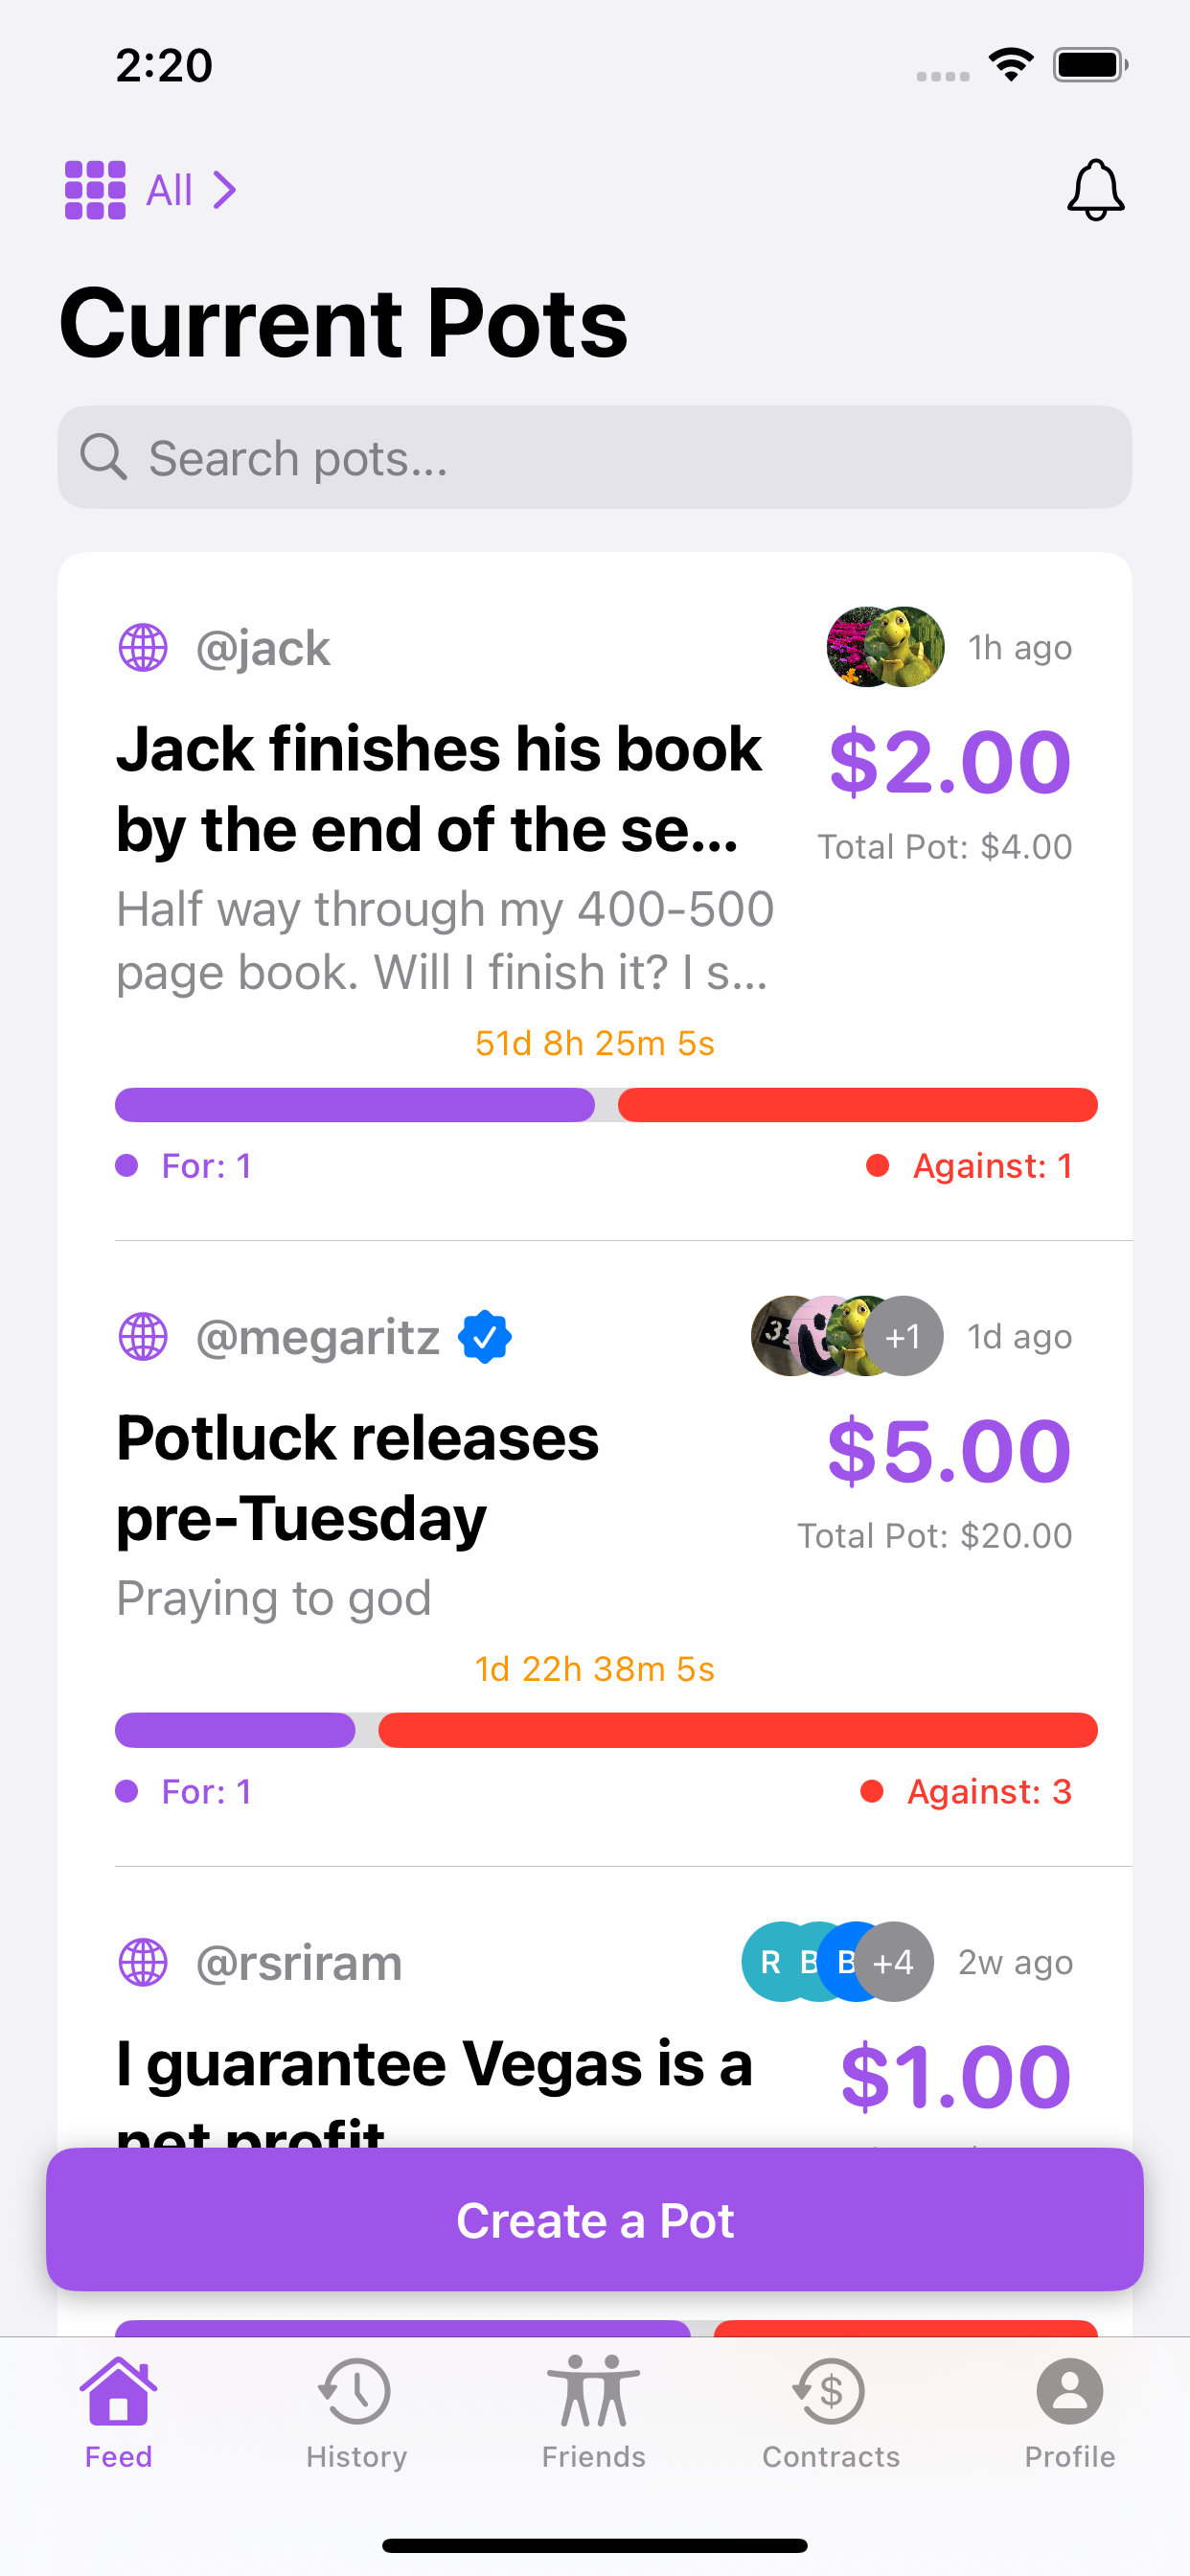 2:20
All
Current Pots
Search pots...
@jack
1h ago
Jack finishes his book
by the end of the se...
$2.00
Total Pot: $4.00
Half way through my 400-500
page book. Will I finish it? I s...
51d 8h 25m 5s
For: 1
Against: 1
@megaritz
+1
1d ago
Potluck releases
pre-Tuesday
$5.00
Total Pot: $20.00
Praying to god
1d 22h 38m 5s
For: 1
Against: 3
@rsriram
R B B +4
2w ago
I guarantee Vegas is a
net profit
$1.00
Create a Pot
Feed
History
Friends
Contracts
Profile